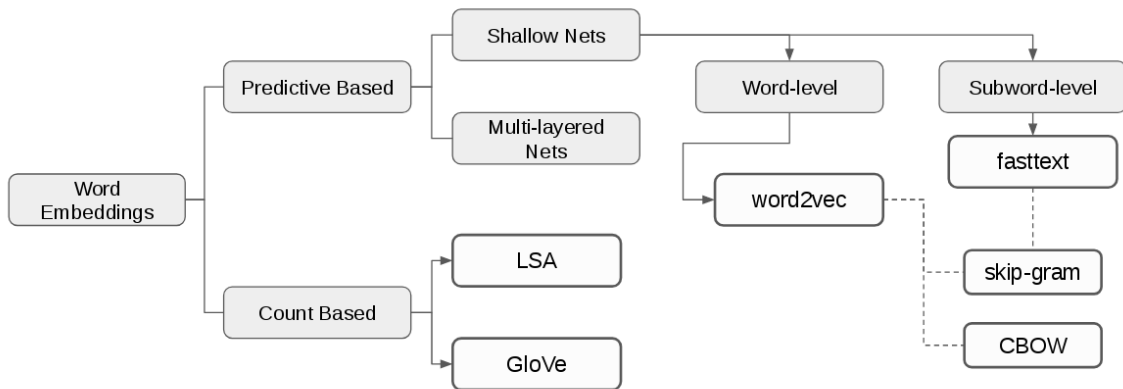 Shallow Nets
Predictive Based
Word-level
Subword-level
Multi-layered
Nets
fasttext
Word
Embeddings
word2vec
LSA
skip-gram
Count Based
CBOW
GloVe